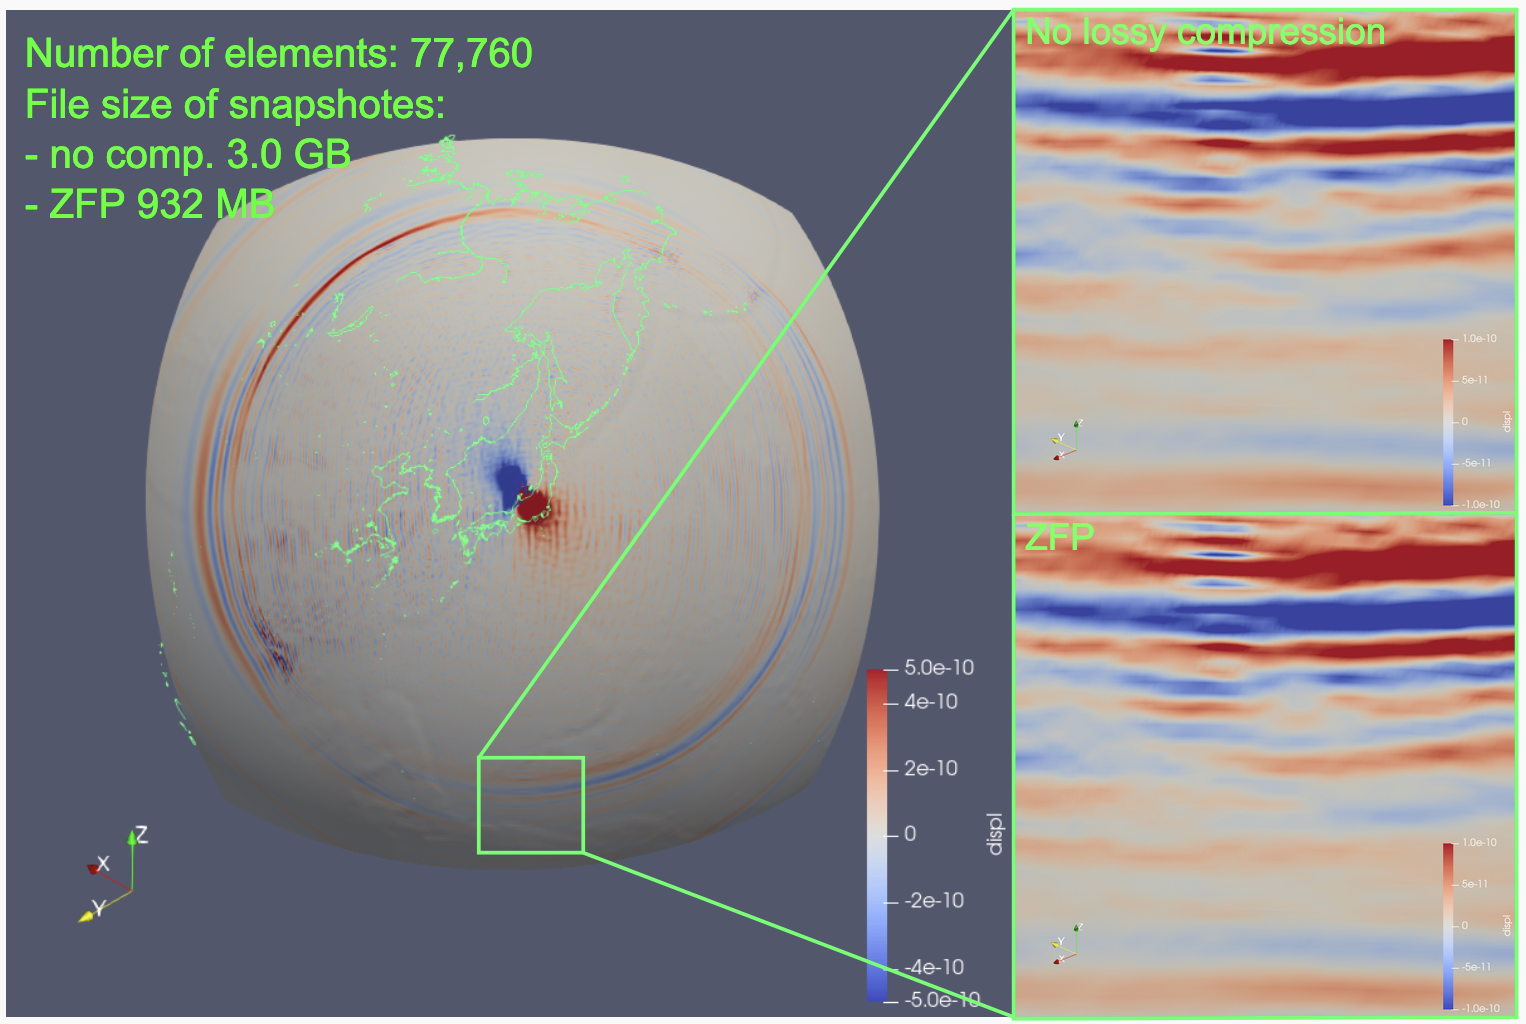 Number of elements: 77,760
File size of snapshotes:
- no comp. 3.0 GB
- ZFP 932 MB
5.0e-10
4e-10
2e-10
0
-2e-10
-4e-10
-5.0e-10
displ
Z
X
Y
No lossy compression
1.0e-10
5e-11
0
-5e-11
-1.0e-10
displ
Z
Y
X
ZFP
1.0e-10
5e-11
0
-5e-11
-1.0e-10
displ
Z
Y
X